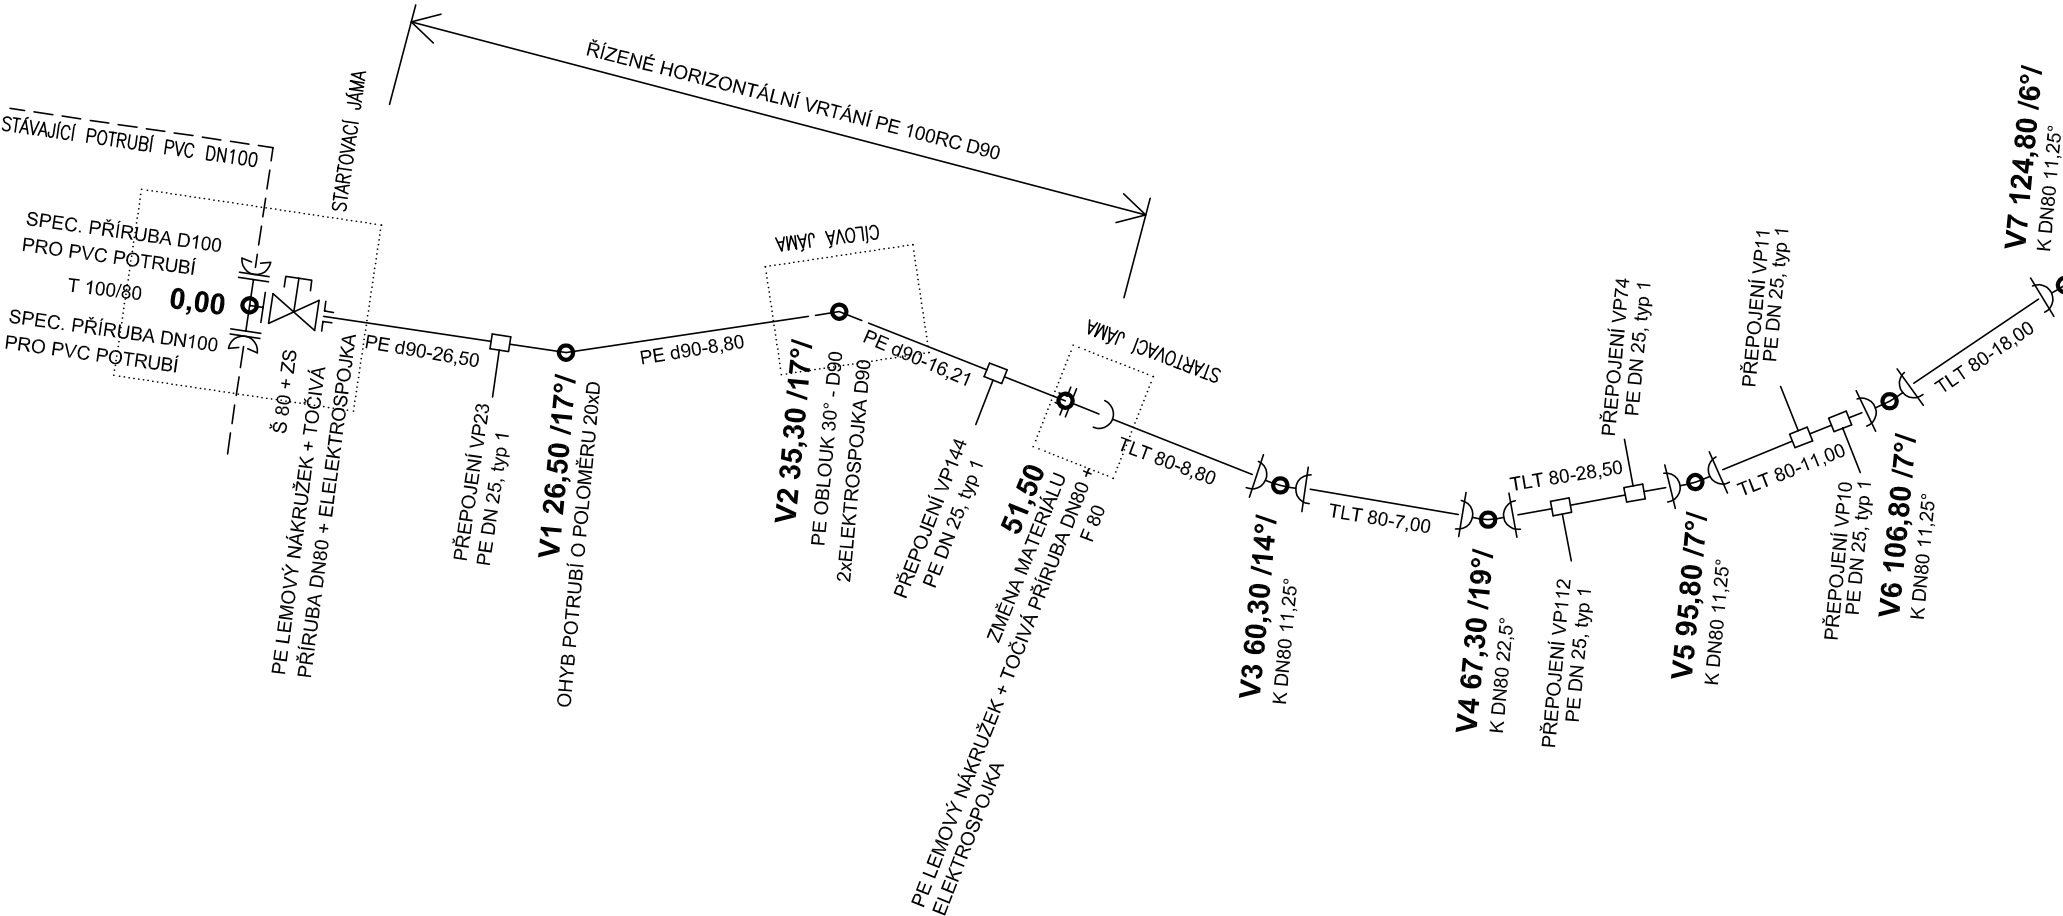 ŘÍZENÉ HORIZONTÁLNÍ VRTÁNÍ PE 100RC D90
STÁVAJÍCÍ POTRUBÍ PVC DN100
STARTOVACÍ JÁMA
SPEC. PŘÍRUBA D100
PRO PVC POTRUBÍ
T 100/80
0,00
SPEC. PŘÍRUBA DN100
PRO PVC POTRUBÍ
Š 80 + ZS
PE LEMOVÝ NÁKRUŽEK + TOČIVÁ
PŘÍRUBA DN80 + ELELEKTROSPOJKA
PE d90-26,50
PŘEPOJENÍ VP23
PE DN 25, typ 1
V1 26,50 /17°/
OHYB POTRUBÍ O POLOMĚRU 20xD
PE d90-8,80
CÍLOVÁ JÁMA
V2 35,30 /17°/
PE OBLOUK 30° - D90
2xELEKTROSPOJKA D90
PE d90-16,21
PŘEPOJENÍ VP144
PE DN 25, typ 1
STARTOVACÍ JÁMA
51,50
ZMĚNA MATERIÁLU
PE LEMOVÝ NÁKRUŽEK + TOČIVÁ PŘÍRUBA DN80 +
ELEKTROSPOJKA
F 80
TLT 80-8,80
V3 60,30 /14°/
K DN80 11,25°
TLT 80-7,00
V4 67,30 /19°/
K DN80 22,5°
TLT 80-28,50
PŘEPOJENÍ VP112
PE DN 25, typ 1
PŘEPOJENÍ VP74
PE DN 25, typ 1
V5 95,80 /7°/
K DN80 11,25°
TLT 80-11,00
PŘEPOJENÍ VP11
PE DN 25, typ 1
PŘEPOJENÍ VP10
PE DN 25, typ 1
V6 106,80 /7°/
K DN80 11,25°
TLT 80-18,00
V7 124,80 /6°/
K DN80 11,25°